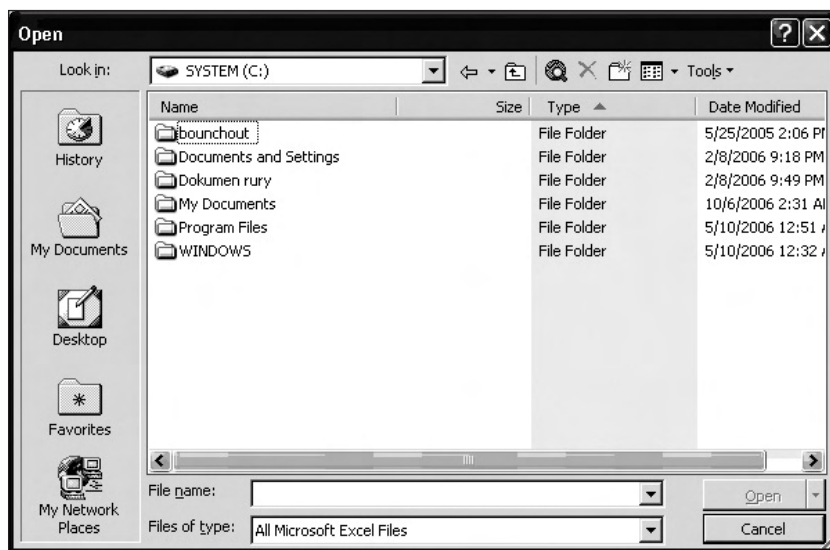 Open
Look in: SYSTEM (C:) Tools
Name Size Type Date Modified
bounchout File Folder 5/25/2005 2:06 PM
Documents and Settings File Folder 2/8/2006 9:18 PM
Dokumen rury File Folder 2/8/2006 9:49 PM
My Documents File Folder 10/6/2006 2:31
Program Files File Folder 5/10/2006 12:51
WINDOWS File Folder 5/10/2006 12:32
History
My Documents
Desktop
Favorites
My Network
Places
File name: Open
Files of type: All Microsoft Excel Files Cancel